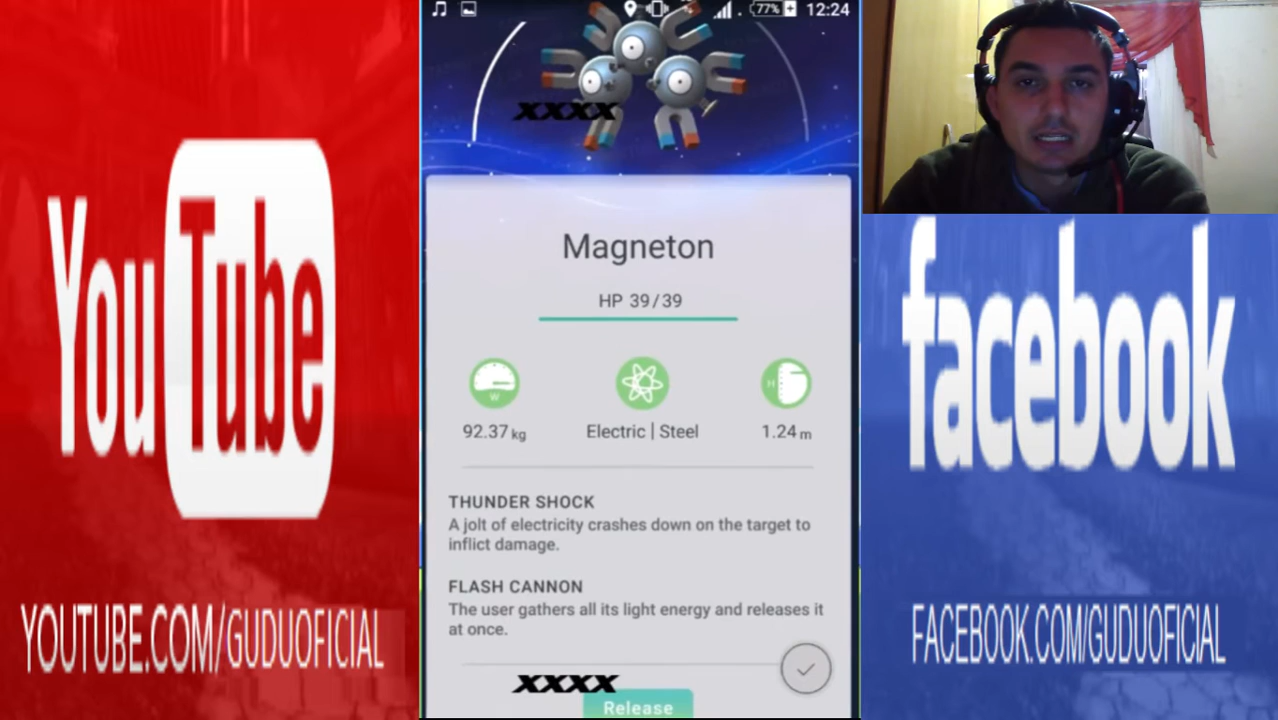 77% 12:24
xxxx
Magneton
HP 39/39
W H
92.37 kg Electric | Steel 1.24 m
THUNDER SHOCK
A jolt of electricity crashes down on the target to
inflict damage.
FLASH CANNON
The user gathers all its light energy and releases it
at once.
xxxx
Release
YouTube
YOUTUBE.COM/GUDUOFICIAL
facebook
FACEBOOK.COM/GUDUOFICIAL